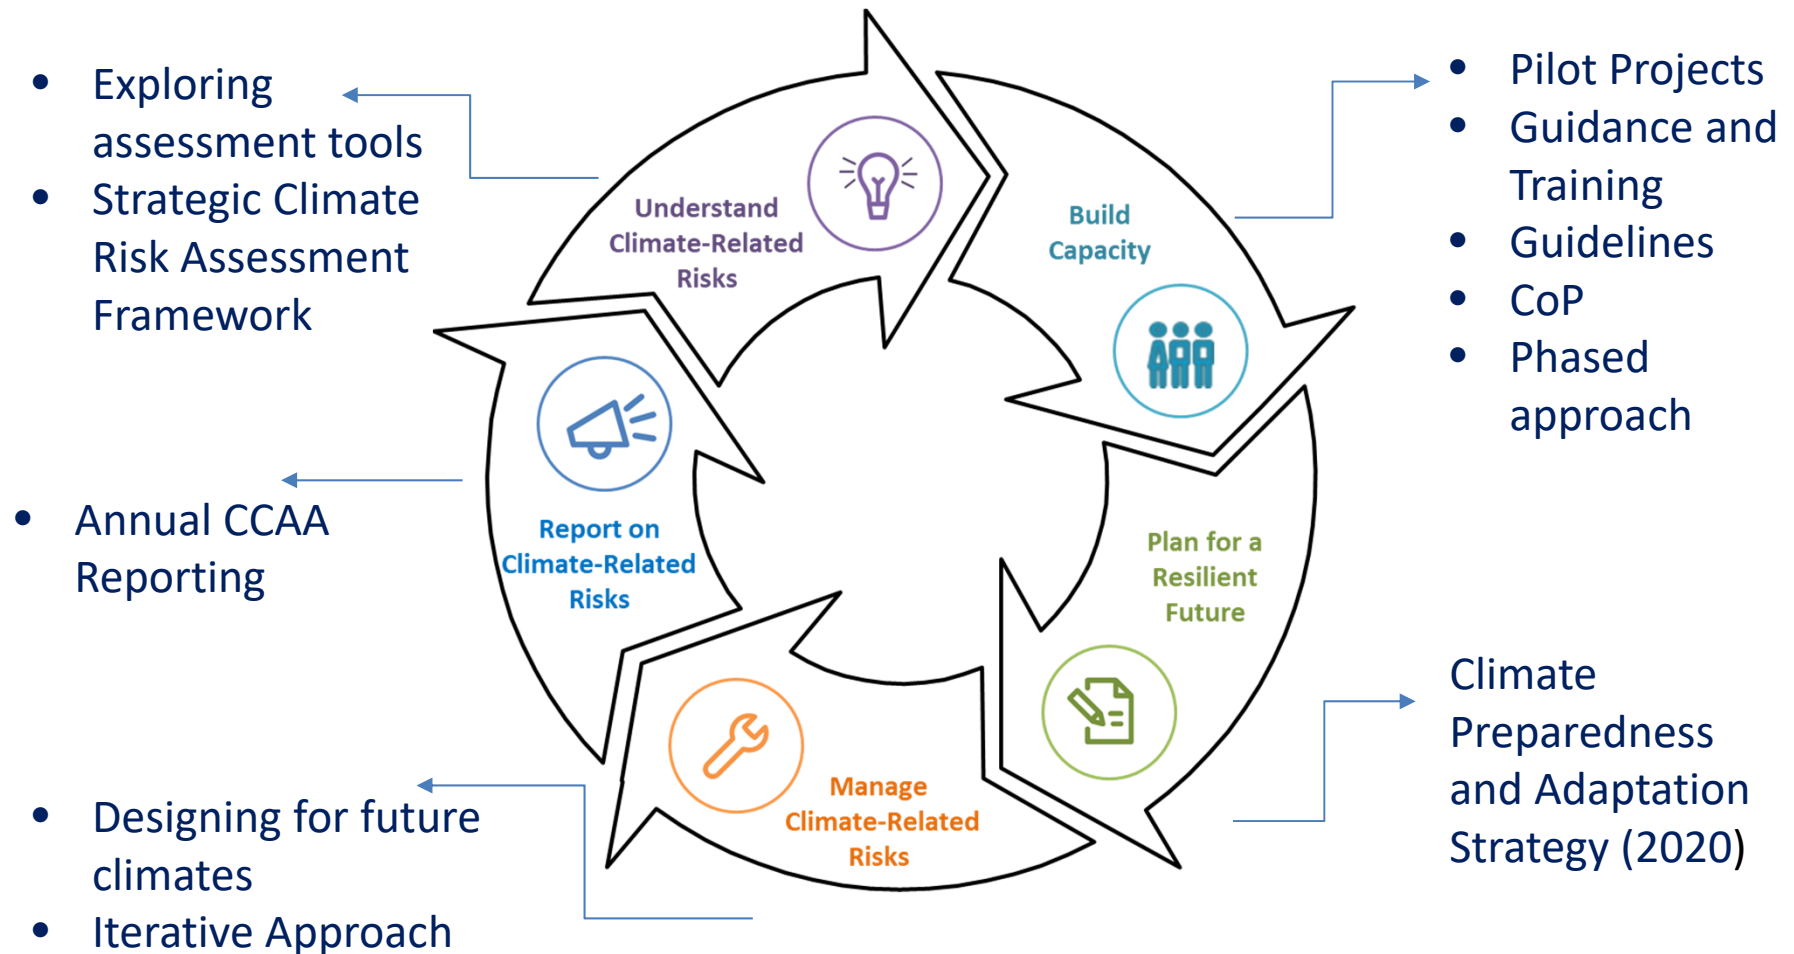 • Exploring
assessment tools
• Strategic Climate
Risk Assessment
Framework
Understand
Climate-Related
Risks
Build
Capacity
• Pilot Projects
• Guidance and
Training
• Guidelines
• CoP
• Phased
approach
• Annual CCAA
Reporting
Report on
Climate-Related
Risks
Plan for a
Resilient
Future
Climate
Preparedness
and Adaptation
Strategy (2020)
Manage
Climate-Related
Risks
• Designing for future
climates
• Iterative Approach